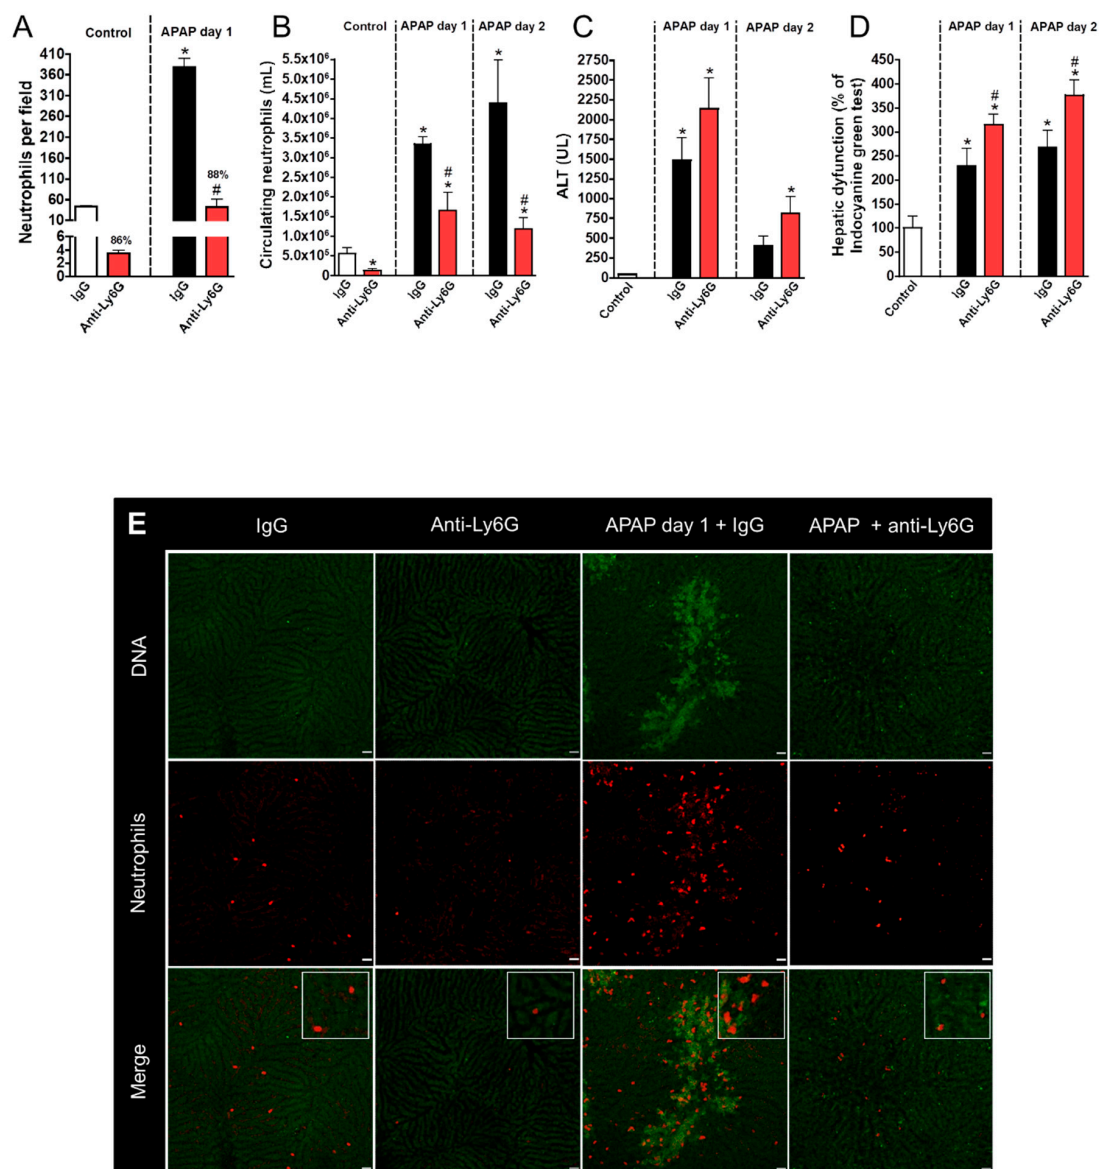 A
Control
APAP day 1
Neutrophils per field
410
360
310
260
210
160
110
60
10
6
4
2
0
*
88%
#
86%
IgG
Anti-Ly6G
IgG
Anti-Ly6G
B
Control
APAP day 1
APAP day 2
Circulating neutrophils (mL)
5.5x10⁶
5.0x10⁶
4.5x10⁶
4.0x10⁶
3.5x10⁶
3.0x10⁶
2.5x10⁶
2.0x10⁶
1.5x10⁶
1.0x10⁶
5.0x10⁵
0
*
*
#
*
*
#
*
IgG
Anti-Ly6G
IgG
Anti-Ly6G
IgG
Anti-Ly6G
C
APAP day 1
APAP day 2
ALT (UL)
2750
2500
2250
2000
1750
1500
1250
1000
750
500
250
0
*
*
*
Control
IgG
Anti-Ly6G
IgG
Anti-Ly6G
D
APAP day 1
APAP day 2
Hepatic dyfunction (% of
Indocyanine green test)
450
400
350
300
250
200
150
100
50
0
*
#
*
*
#
*
Control
IgG
Anti-Ly6G
IgG
Anti-Ly6G
E
IgG
Anti-Ly6G
APAP day 1 + IgG
APAP + anti-Ly6G
DNA
Neutrophils
Merge